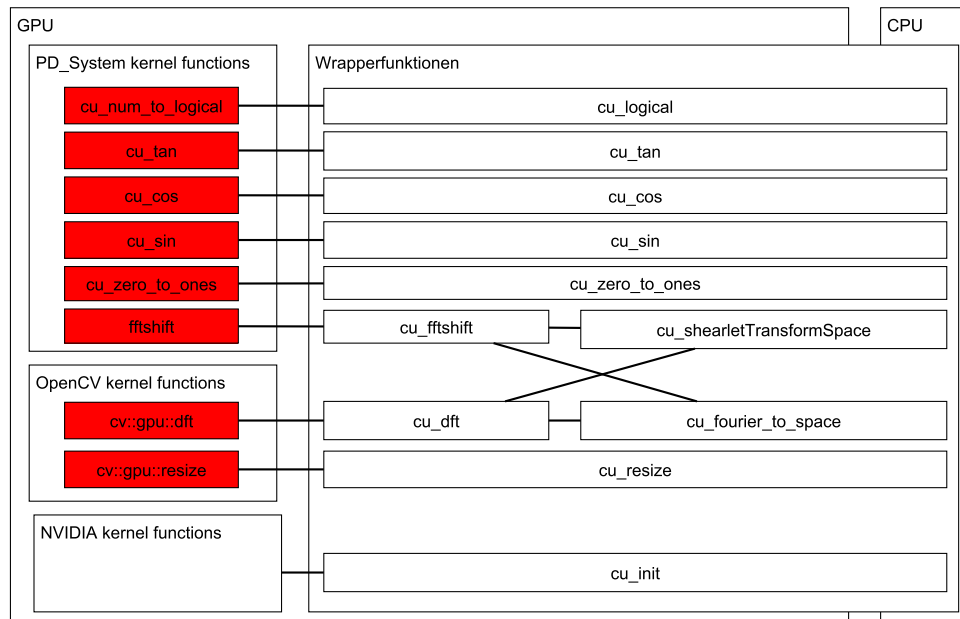 GPU
CPU
PD_System kernel functions
Wrapperfunktionen
cu_num_to_logical
cu_logical
cu_tan
cu_tan
cu_cos
cu_cos
cu_sin
cu_sin
cu_zero_to_ones
cu_zero_to_ones
fftshift
cu_fftshift
cu_shearletTransformSpace
OpenCV kernel functions
cv::gpu::dft
cu_dft
cu_fourier_to_space
cv::gpu::resize
cu_resize
NVIDIA kernel functions
cu_init